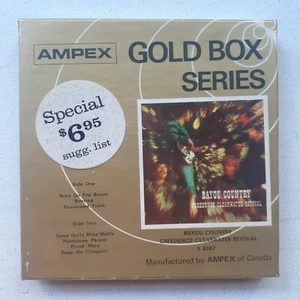 AMPEX
GOLD BOX
SERIES
Special
$6.95
sugg. list
Side One
Born On The Bayou
Bootleg
Graveyard Train
Side Two
Good Golly Miss Molly
Penthouse Pauper
Proud Mary
Keep On Chooglin'
BAYOU COUNTRY
CREEDENCE CLEARWATER REVIVAL
BAYOU COUNTRY
CREEDENCE CLEARWATER REVIVAL
Manufactured by AMPEX of Canada